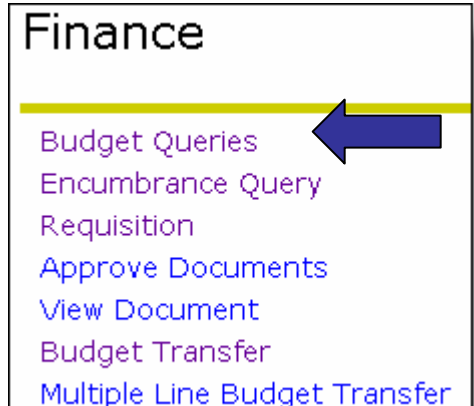 Finance
Budget Queries
Encumbrance Query
Requisition
Approve Documents
View Document
Budget Transfer
Multiple Line Budget Transfer